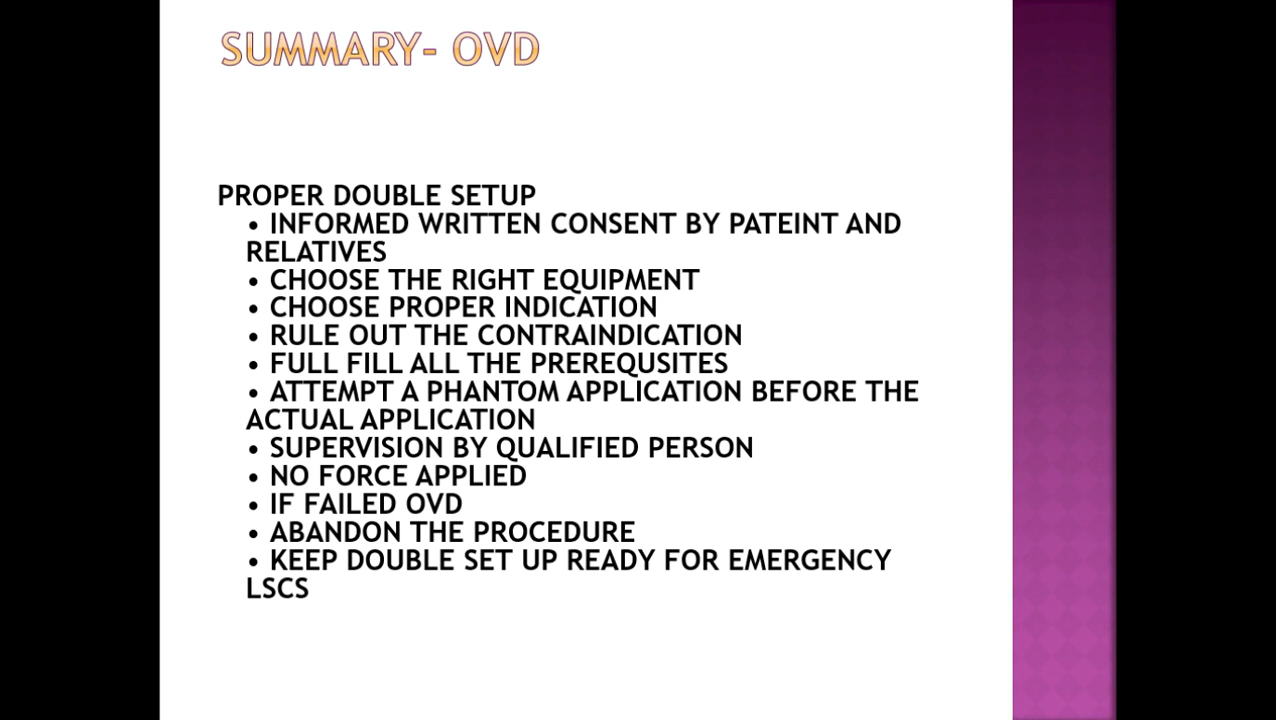 SUMMARY- OVD
PROPER DOUBLE SETUP
• INFORMED WRITTEN CONSENT BY PATEINT AND
RELATIVES
• CHOOSE THE RIGHT EQUIPMENT
• CHOOSE PROPER INDICATION
• RULE OUT THE CONTRAINDICATION
• FULL FILL ALL THE PREREQUSITES
• ATTEMPT A PHANTOM APPLICATION BEFORE THE
ACTUAL APPLICATION
• SUPERVISION BY QUALIFIED PERSON
• NO FORCE APPLIED
• IF FAILED OVD
• ABANDON THE PROCEDURE
• KEEP DOUBLE SET UP READY FOR EMERGENCY
LSCS